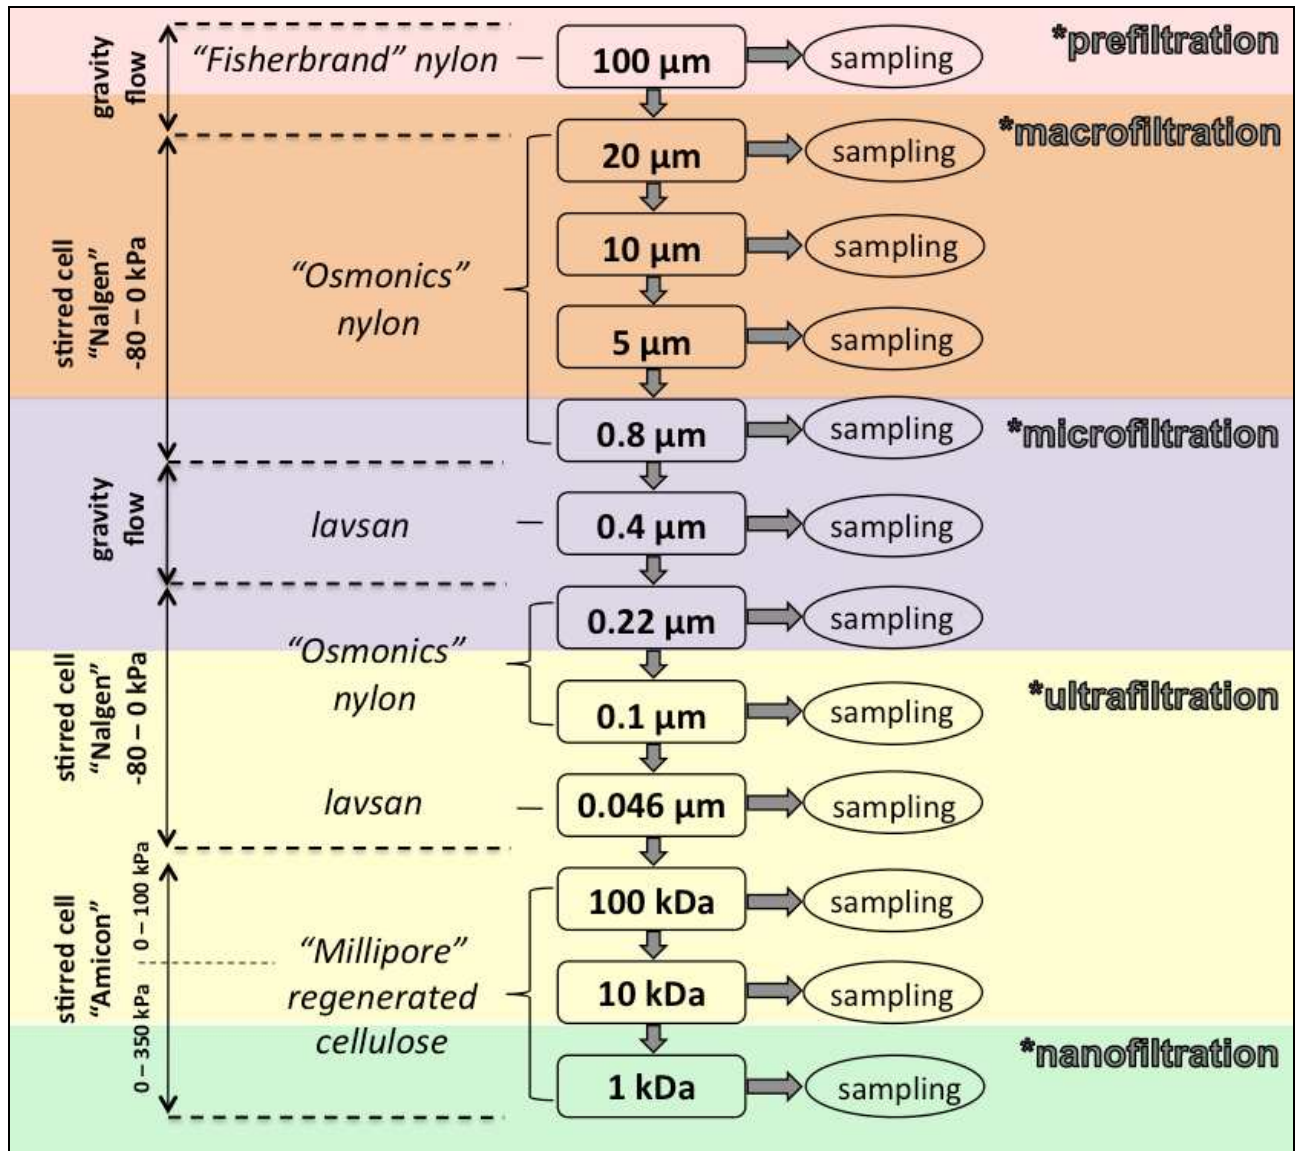 gravity
flow
“Fisherbrand” nylon
100 µm
sampling
*prefiltration
stirred cell
“Nalgen”
-80 – 0 kPa
“Osmonics”
nylon
20 µm
sampling
*macrofiltration
10 µm
sampling
5 µm
sampling
0.8 µm
sampling
*microfiltration
gravity
flow
lavsan
0.4 µm
sampling
stirred cell
“Nalgen”
-80 – 0 kPa
“Osmonics”
nylon
0.22 µm
sampling
0.1 µm
sampling
*ultrafiltration
lavsan
0.046 µm
sampling
stirred cell
“Amicon”
0 – 100 kPa
0 – 350 kPa
“Millipore”
regenerated
cellulose
100 kDa
sampling
10 kDa
sampling
1 kDa
sampling
*nanofiltration